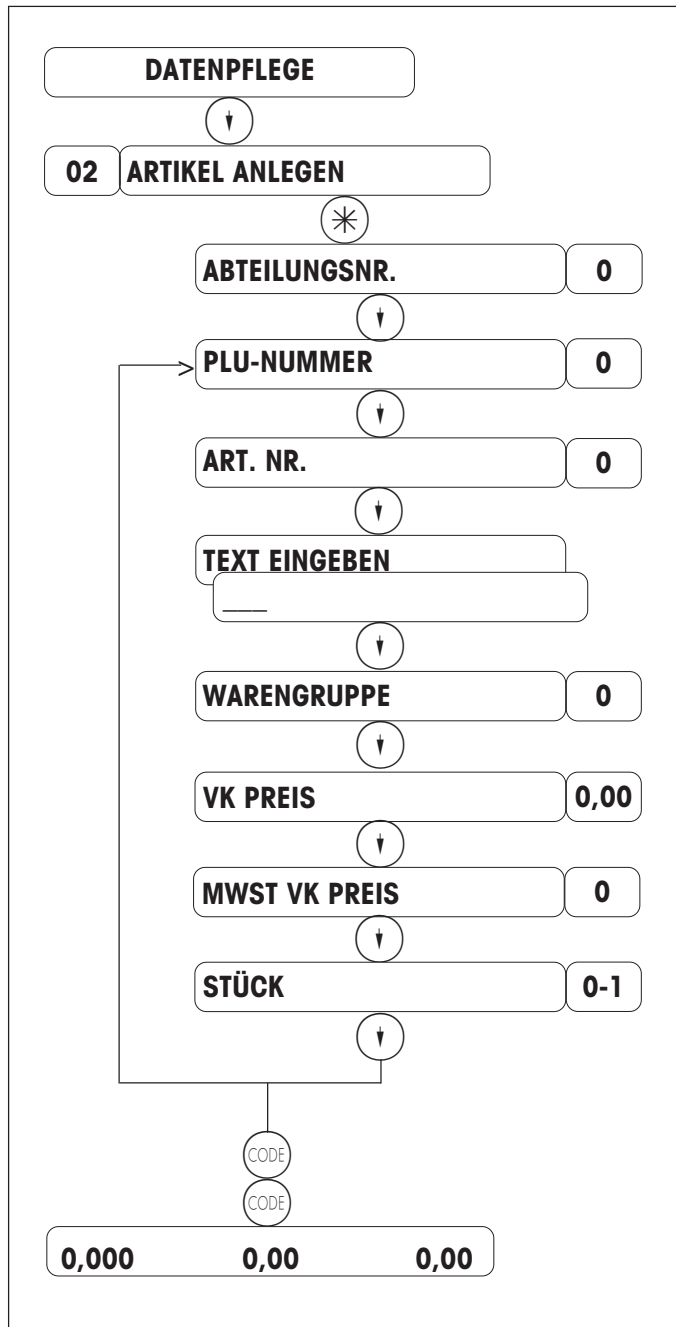 DATENPFLEGE
02 ARTIKEL ANLEGEN
ABTEILUNGSNR. 0
PLU-NUMMER 0
ART. NR. 0
TEXT EINGEBEN
___
WARENGRUPPE 0
VK PREIS 0,00
MWST VK PREIS 0
STÜCK 0-1
CODE
CODE
0,000 0,00 0,00